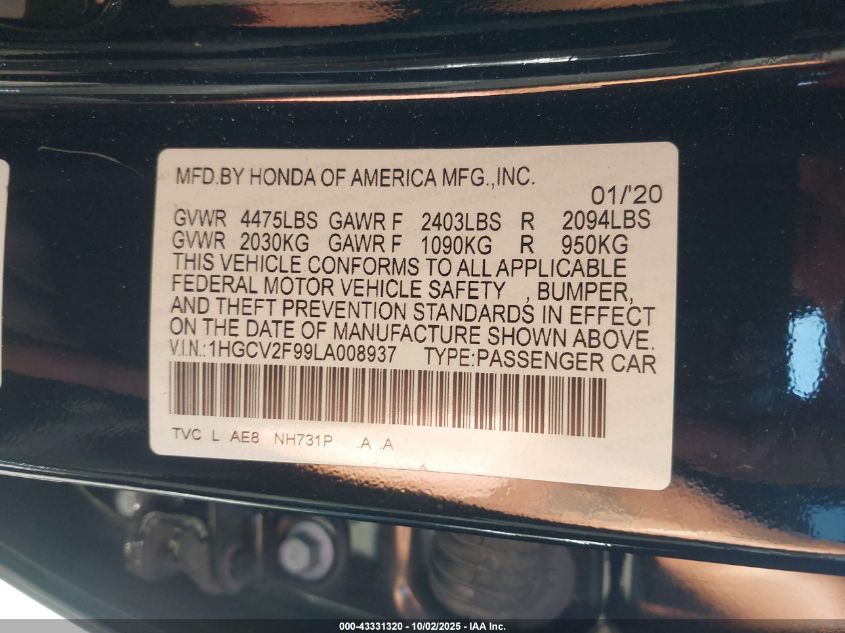 MFD.BY HONDA OF AMERICA MFG.,INC.
01/'20
GVWR 4475LBS GAWR F 2403LBS R 2094LBS
GVWR 2030KG GAWR F 1090KG R 950KG
THIS VEHICLE CONFORMS TO ALL APPLICABLE
FEDERAL MOTOR VEHICLE SAFETY , BUMPER,
AND THEFT PREVENTION STANDARDS IN EFFECT
ON THE DATE OF MANUFACTURE SHOWN ABOVE.
V.I.N.:1HGCV2F99LA008937 TYPE:PASSENGER CAR
TVC L AE8 NH731P .A .A
000-43331320 - 10/02/2025 - IAA Inc.